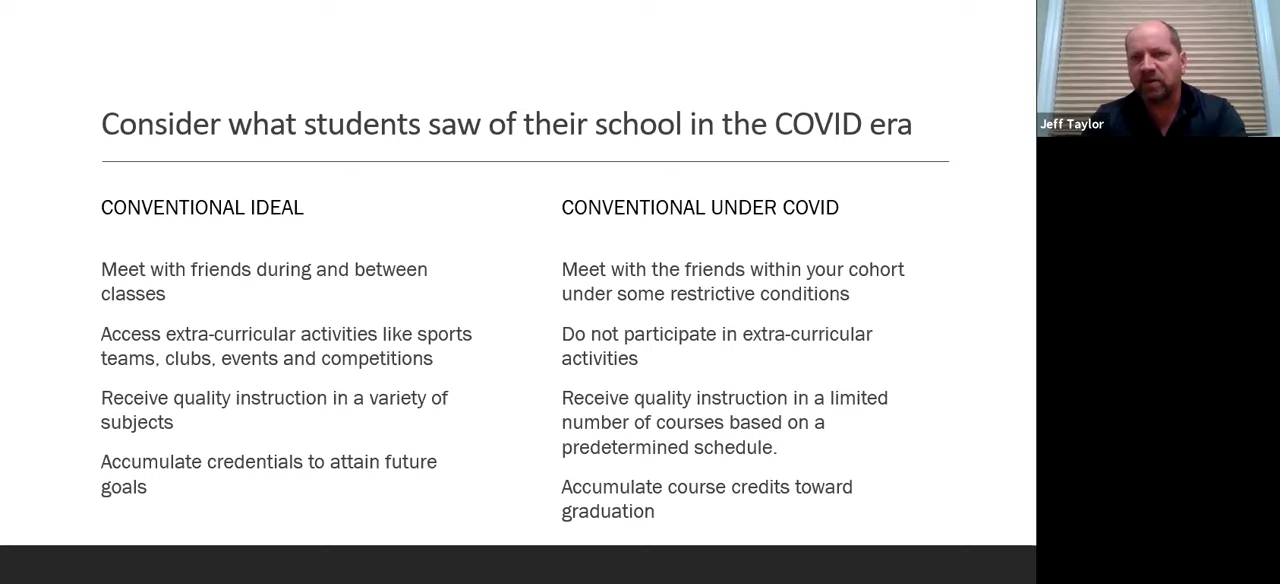 Consider what students saw of their school in the COVID era
CONVENTIONAL IDEAL
Meet with friends during and between
classes
Access extra-curricular activities like sports
teams, clubs, events and competitions
Receive quality instruction in a variety of
subjects
Accumulate credentials to attain future
goals
CONVENTIONAL UNDER COVID
Meet with the friends within your cohort
under some restrictive conditions
Do not participate in extra-curricular
activities
Receive quality instruction in a limited
number of courses based on a
predetermined schedule.
Accumulate course credits toward
graduation
Jeff Taylor